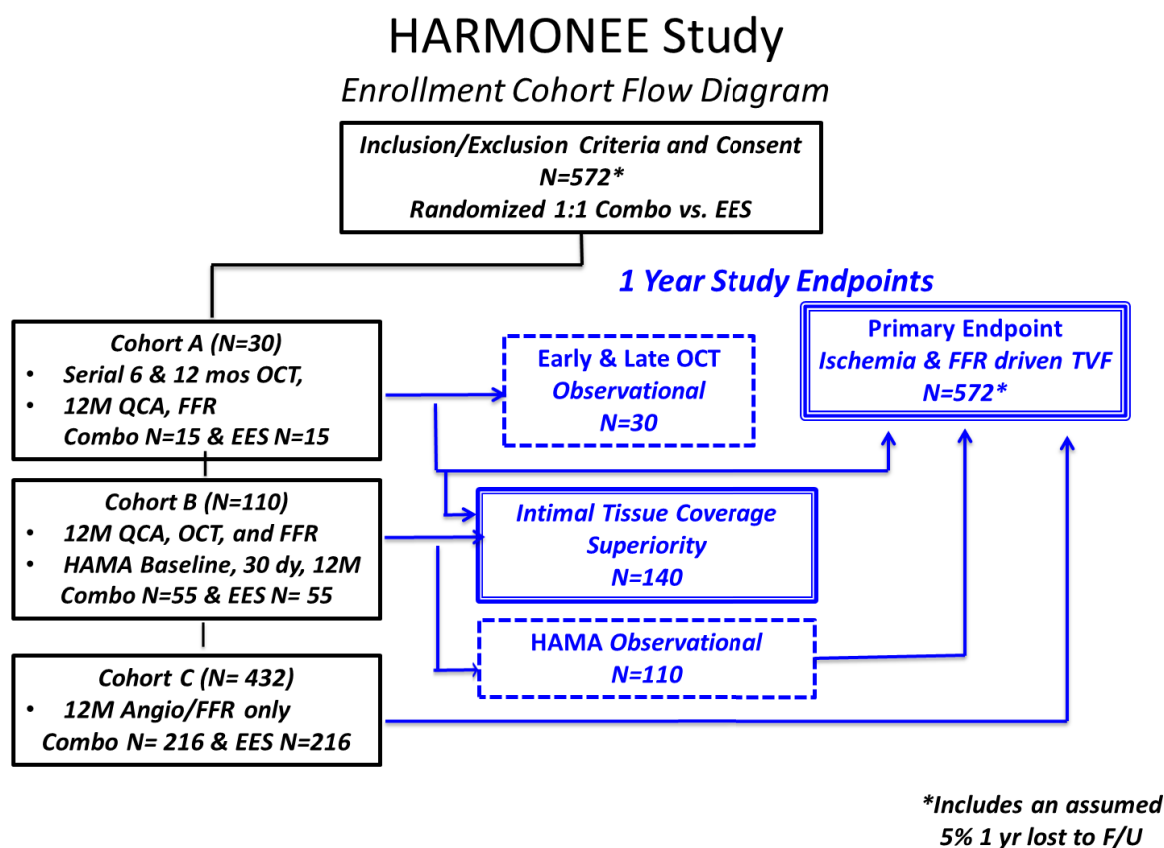 HARMONEE Study
Enrollment Cohort Flow Diagram
Inclusion/Exclusion Criteria and Consent
N=572*
Randomized 1:1 Combo vs. EES
1 Year Study Endpoints
Cohort A (N=30)
• Serial 6 & 12 mos OCT,
• 12M QCA, FFR
Combo N=15 & EES N=15
Early & Late OCT
Observational
N=30
Primary Endpoint
Ischemia & FFR driven TVF
N=572*
Cohort B (N=110)
• 12M QCA, OCT, and FFR
• HAMA Baseline, 30 dy, 12M
Combo N=55 & EES N= 55
Intimal Tissue Coverage
Superiority
N=140
HAMA Observational
N=110
Cohort C (N= 432)
• 12M Angio/FFR only
Combo N= 216 & EES N=216
*Includes an assumed
5% 1 yr lost to F/U